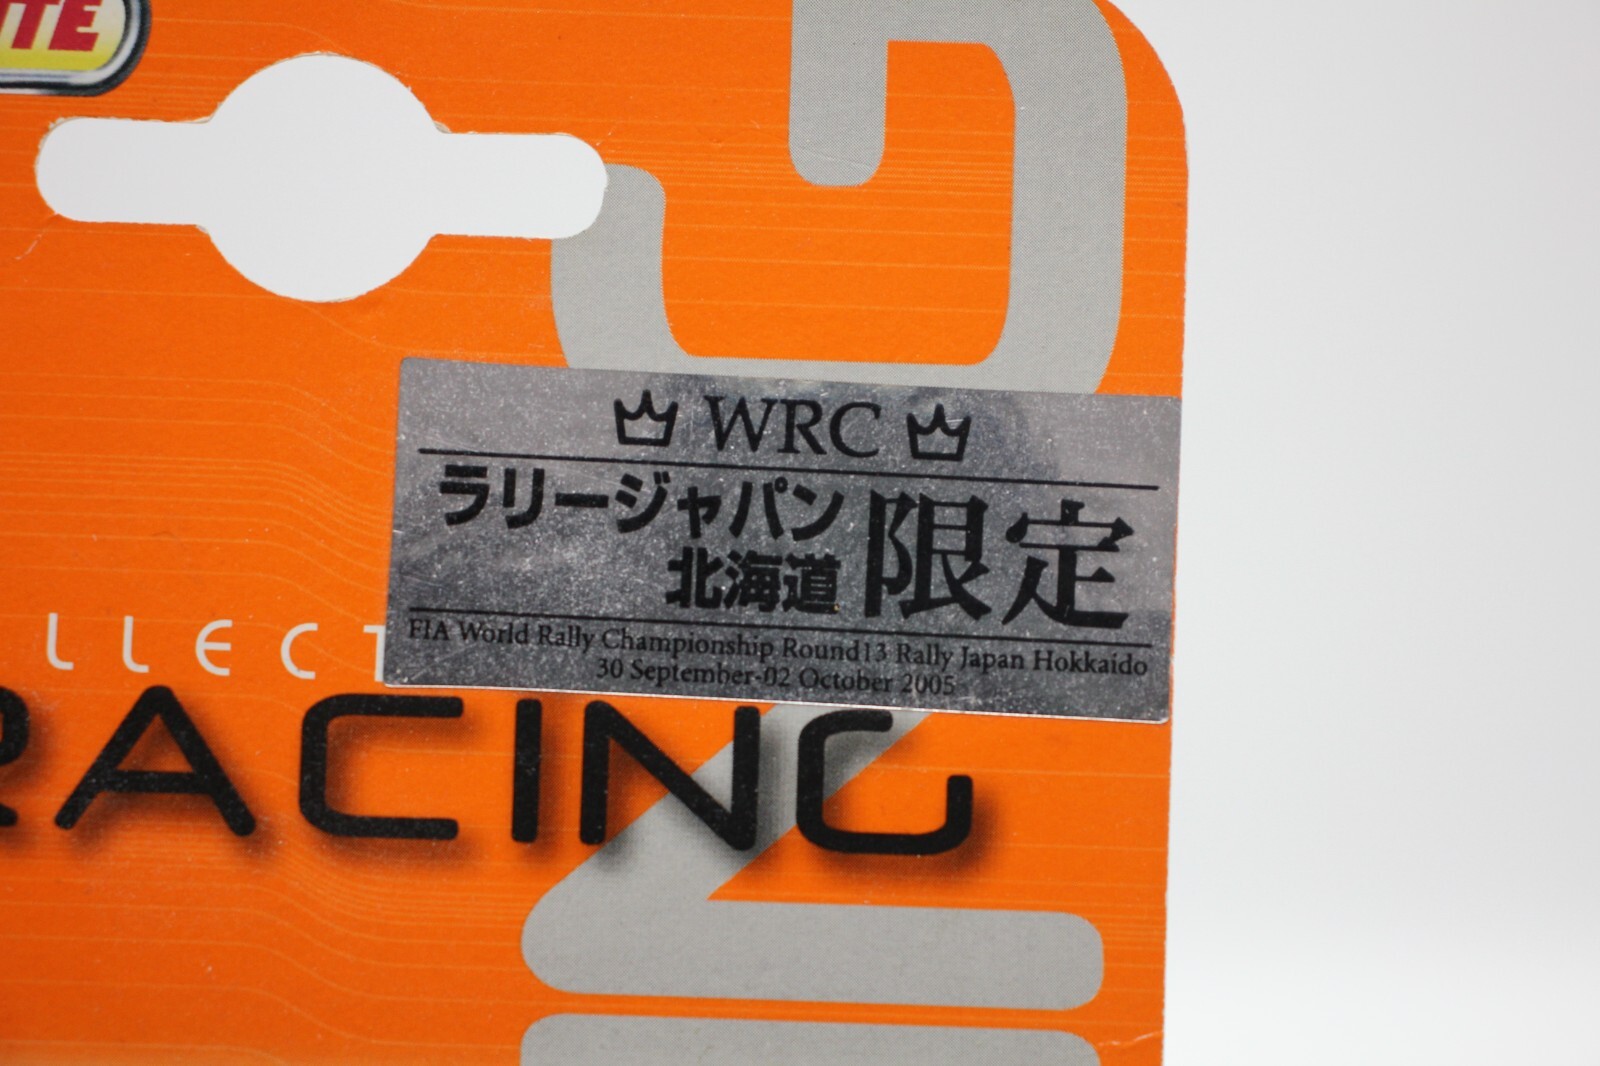 WRC
ラリージャパン
北海道
限定
FIA World Rally Championship Round13 Rally Japan Hokkaido
30 September-02 October 2005
RACING